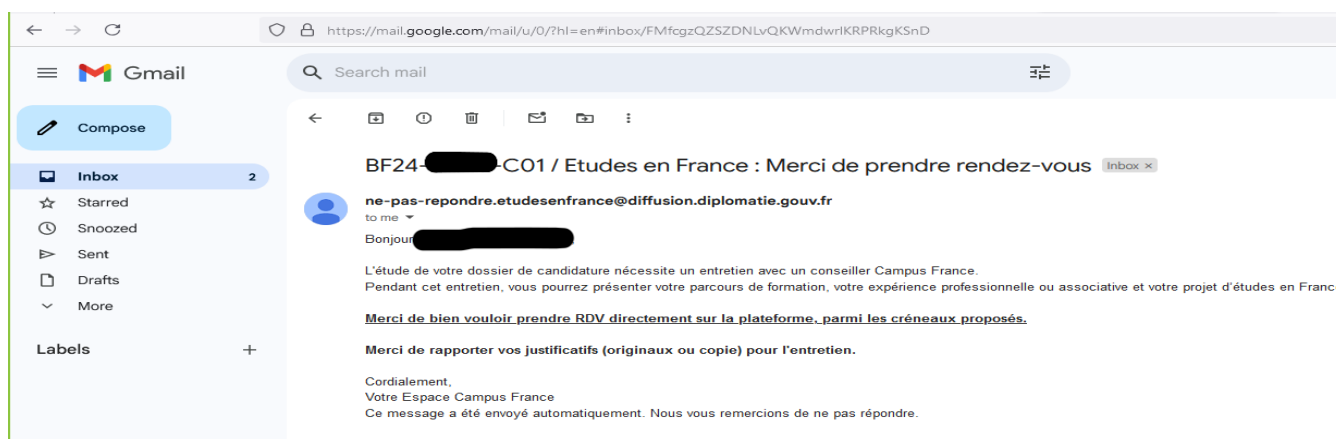 https://mail.google.com/mail/u/0/?hl=en#inbox/FMfcgzQZSZDNLvQKWmdwrlKRPRkgKSnD
Gmail
Search mail
Compose
BF24- -C01 / Etudes en France : Merci de prendre rendez-vous Inbox ×
Inbox 2
Starred
Snoozed
Sent
Drafts
More
Labels +
ne-pas-repondre.etudesenfrance@diffusion.diplomatie.gouv.fr
to me
Bonjour
L'étude de votre dossier de candidature nécessite un entretien avec un conseiller Campus France.
Pendant cet entretien, vous pourrez présenter votre parcours de formation, votre expérience professionnelle ou associative et votre projet d'études en Franc
Merci de bien vouloir prendre RDV directement sur la plateforme, parmi les créneaux proposés.
Merci de rapporter vos justificatifs (originaux ou copie) pour l'entretien.
Cordialement,
Votre Espace Campus France
Ce message a été envoyé automatiquement. Nous vous remercions de ne pas répondre.